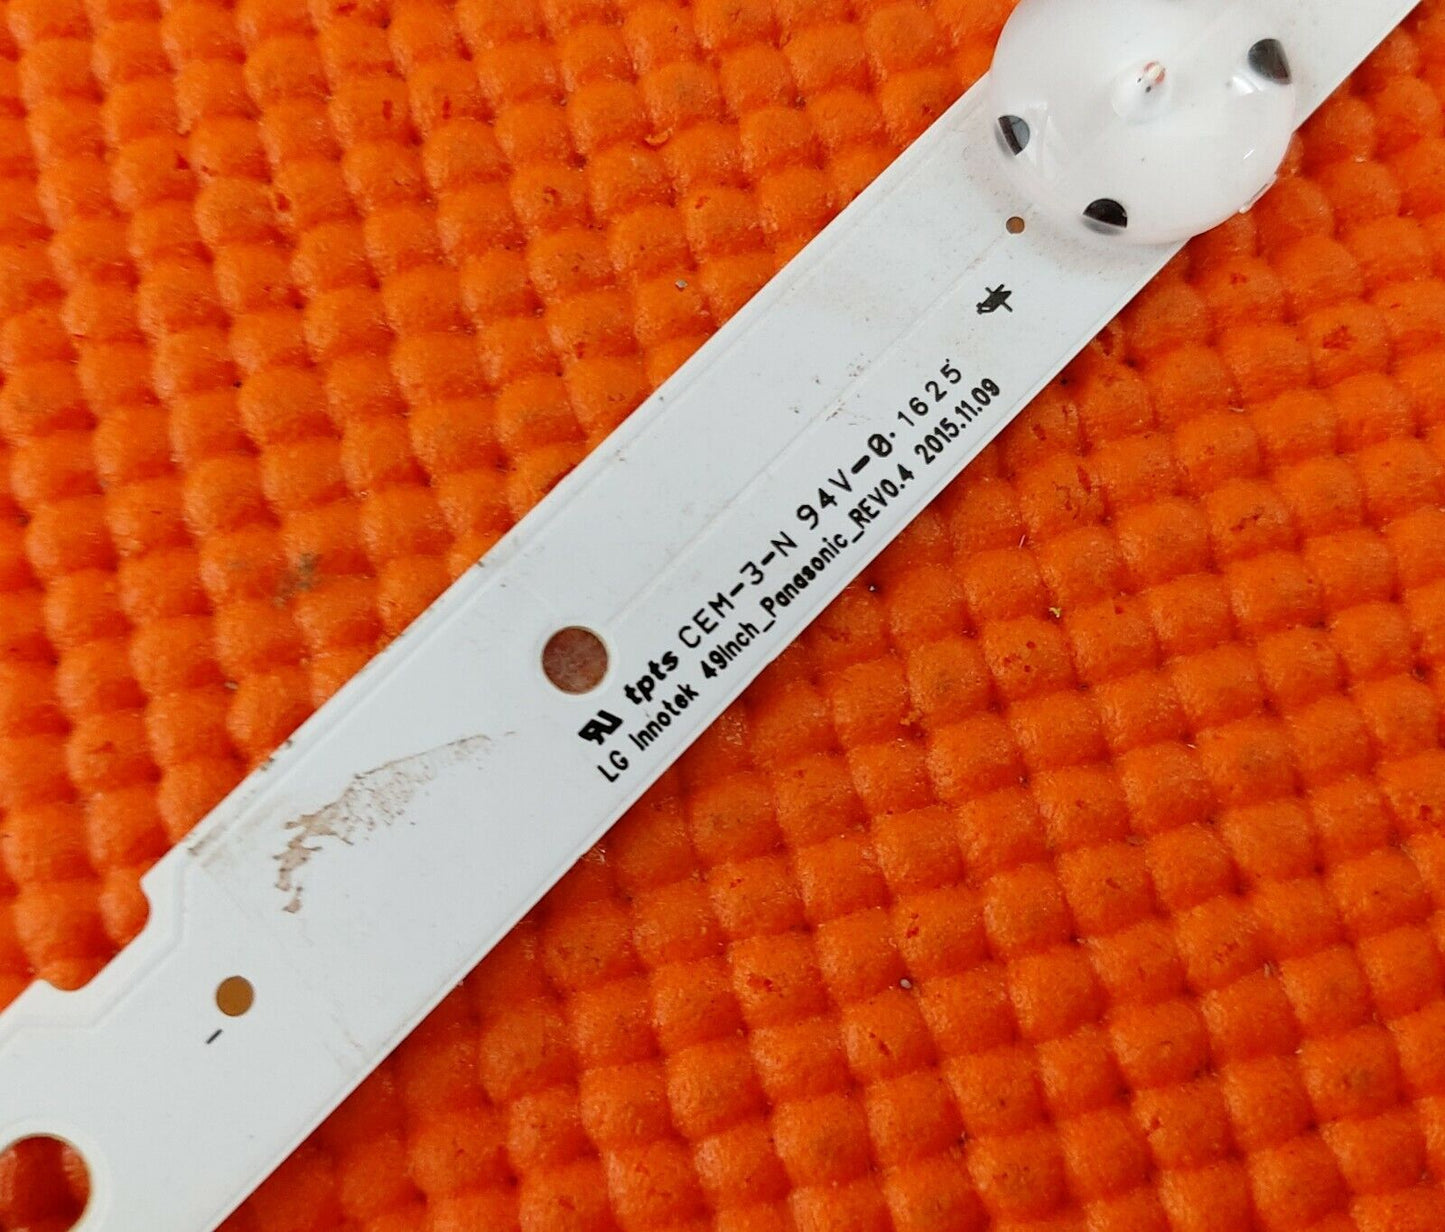 tpts CEM-3-N 94V-0. 1625
LG Innotek 49Inch_Panasonic_REV0.4 2015.11.09